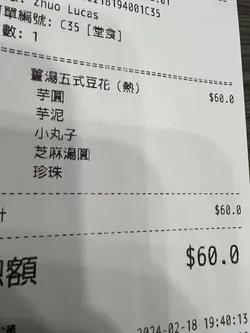 Zhuo Lucas
單編號: C35 [堂食]
數: 1
薑湯五式豆花 (熱) $60.0
芋圓
芋泥
小丸子
芝麻湯圓
珍珠
計 $60.0
額 $60.0
2024-02-18 19:40:13